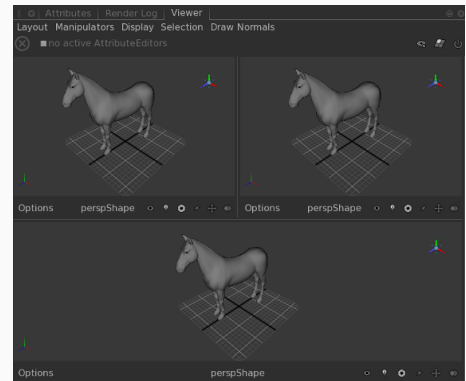 Attributes Render Log Viewer
Layout Manipulators Display Selection Draw Normals
no active AttributeEditors
Options perspShape Options perspShape
Options perspShape